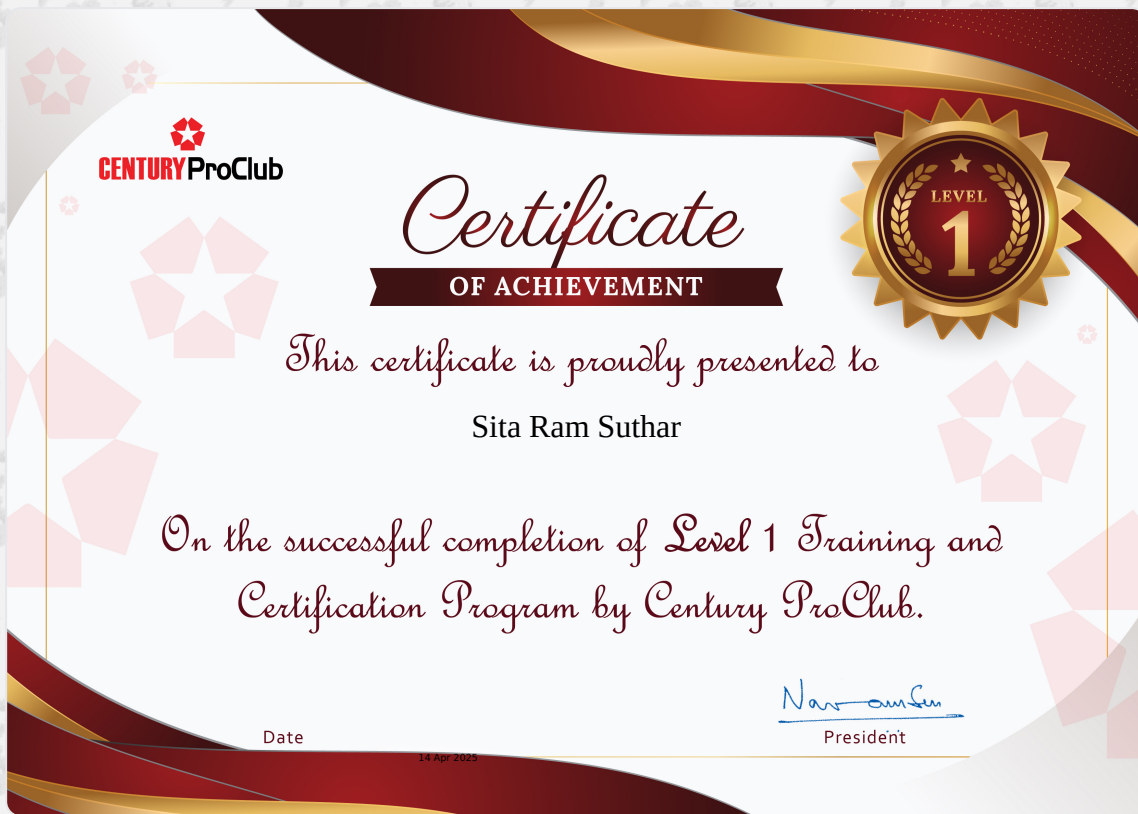 CENTURY ProClub
Certificate
OF ACHIEVEMENT
LEVEL
1
This certificate is proudly presented to
Sita Ram Suthar
On the successful completion of Level 1 Training and
Certification Program by Century ProClub.
Date
President
14 Apr 2025